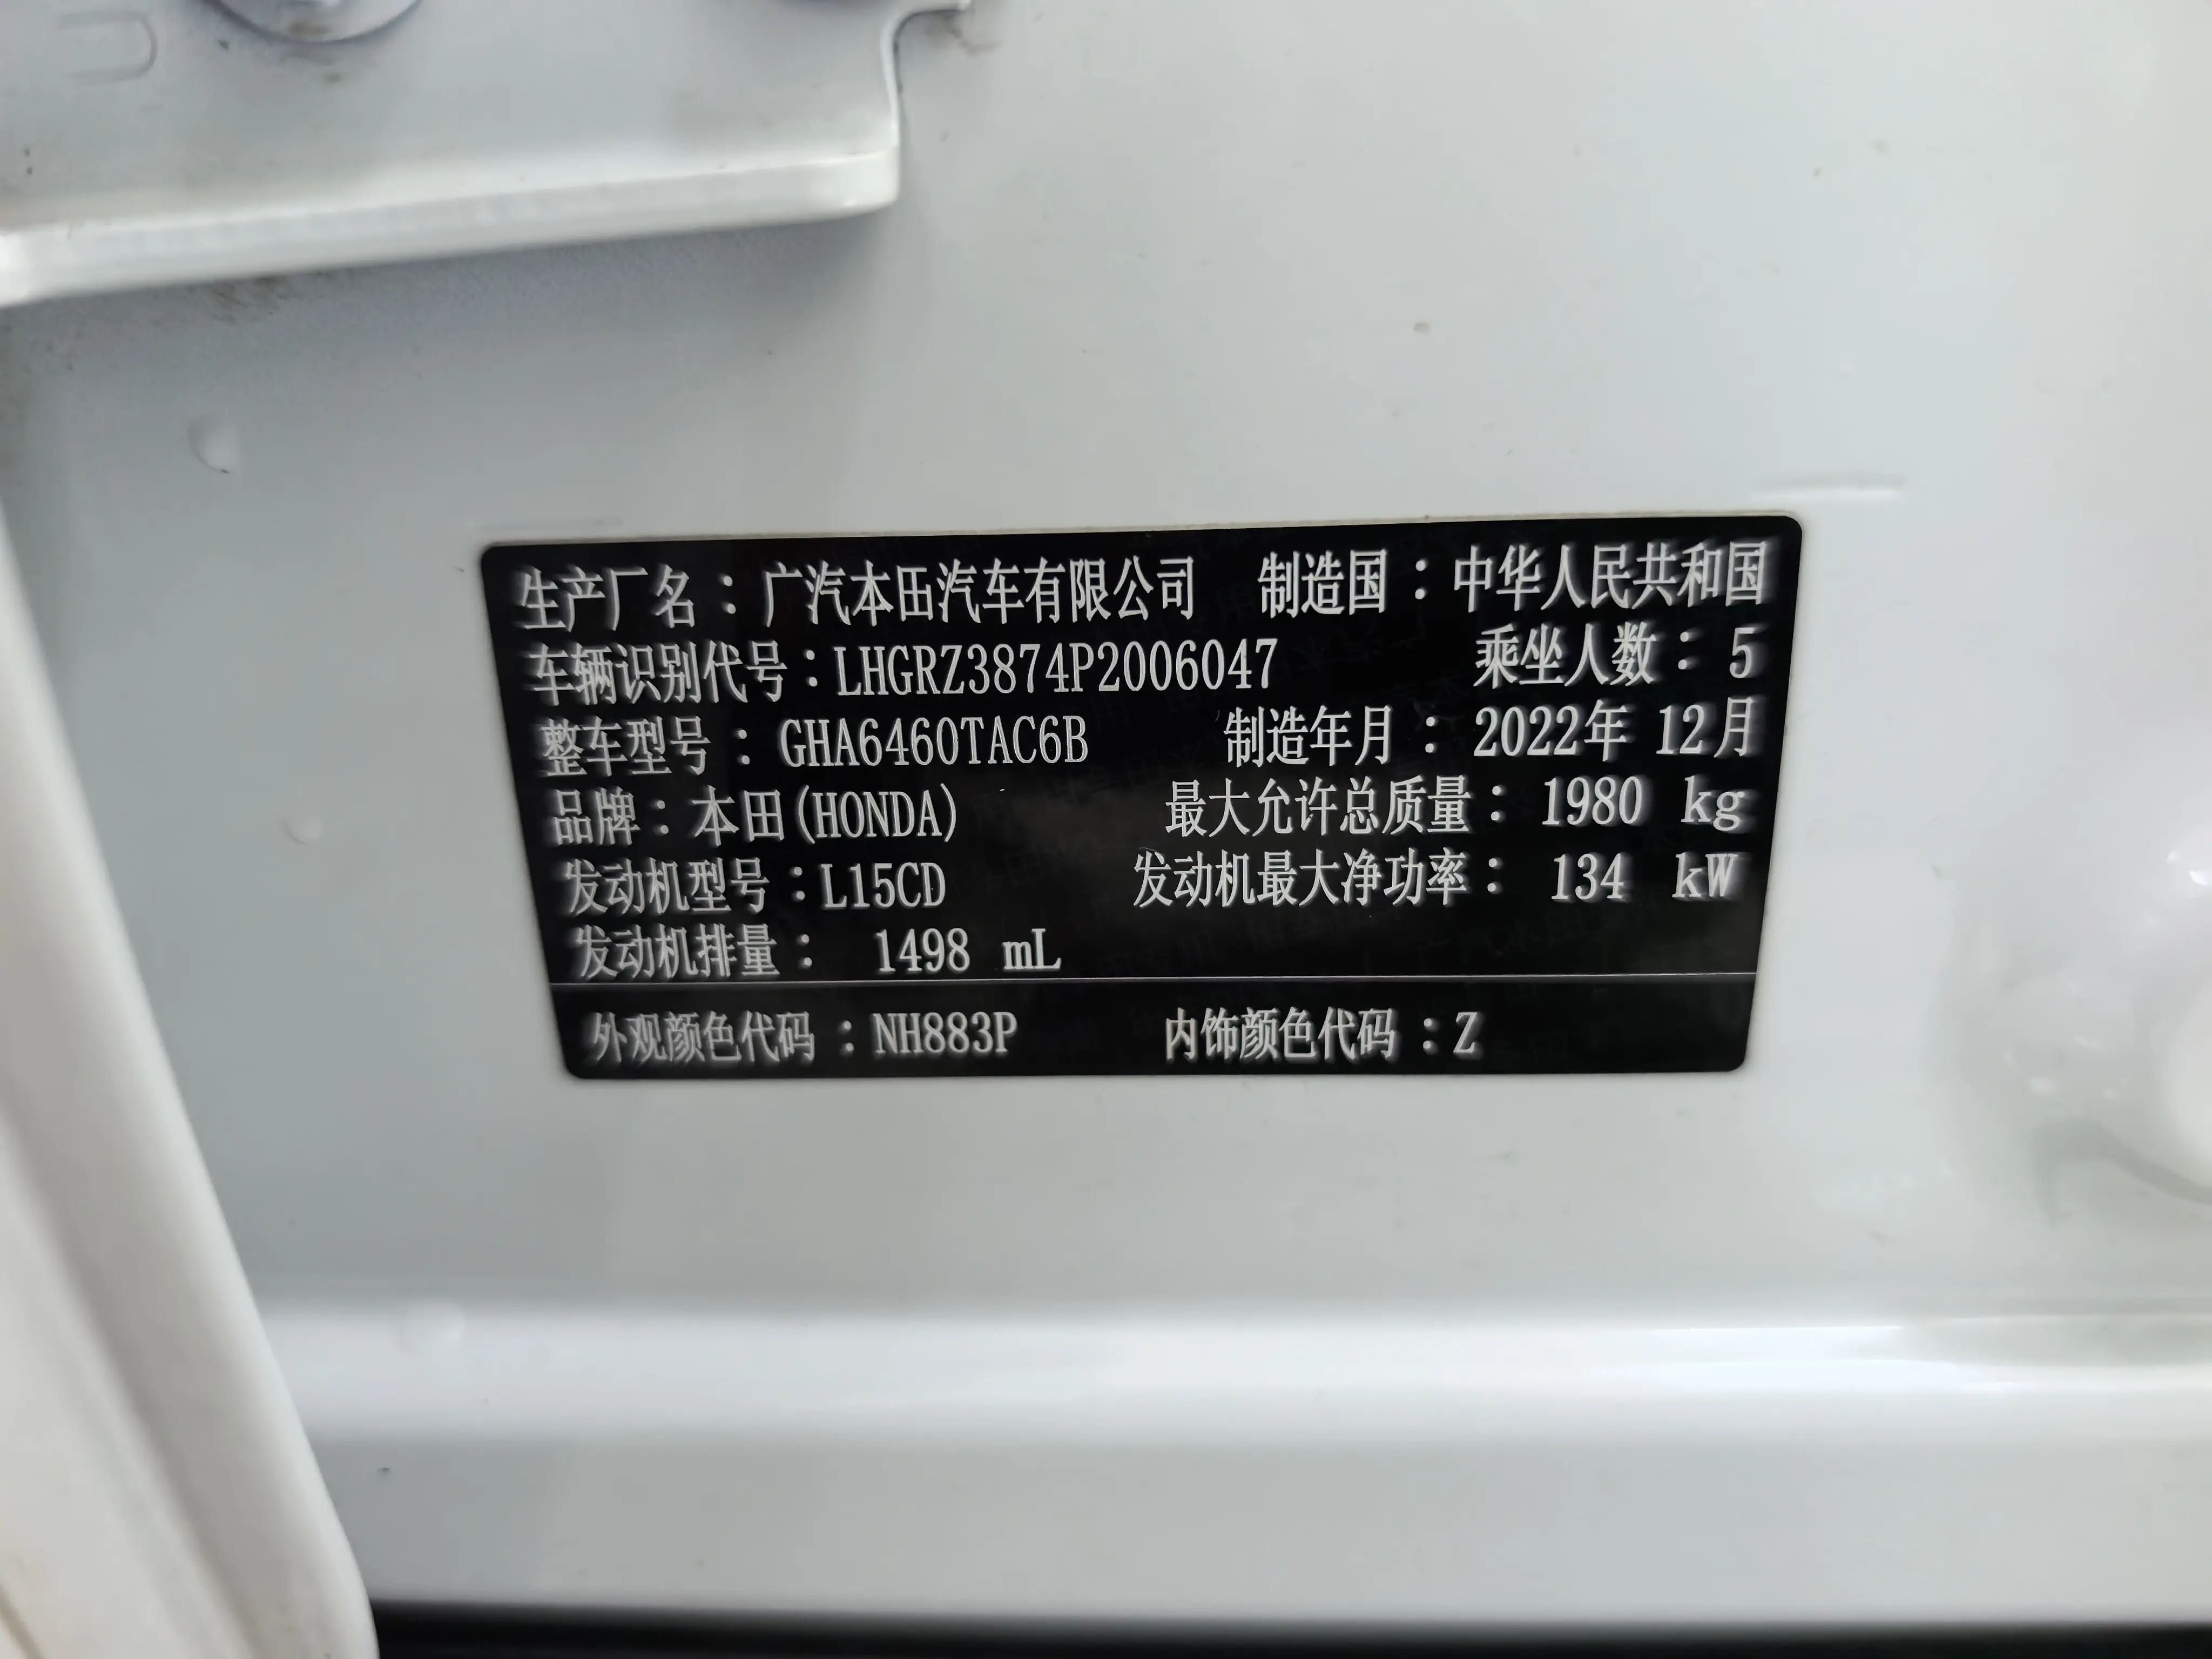 生产厂名：广汽本田汽车有限公司 制造国：中华人民共和国
车辆识别代号：LHGRZ3874P2006047 乘坐人数：5
整车型号：GHA6460TAC6B 制造年月：2022年 12月
品牌：本田(HONDA) 最大允许总质量：1980 kg
发动机型号：L15CD 发动机最大净功率：134 kW
发动机排量：1498 mL
外观颜色代码：NH883P 内饰颜色代码：Z